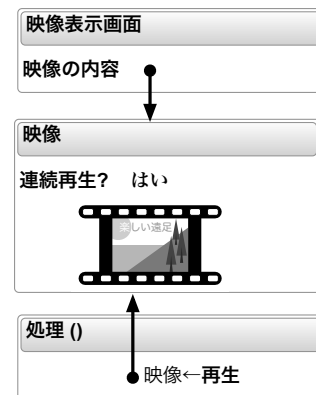 映像表示画面
映像の内容
映像
連続再生? はい
楽しい遠足
処理 ()
映像←再生